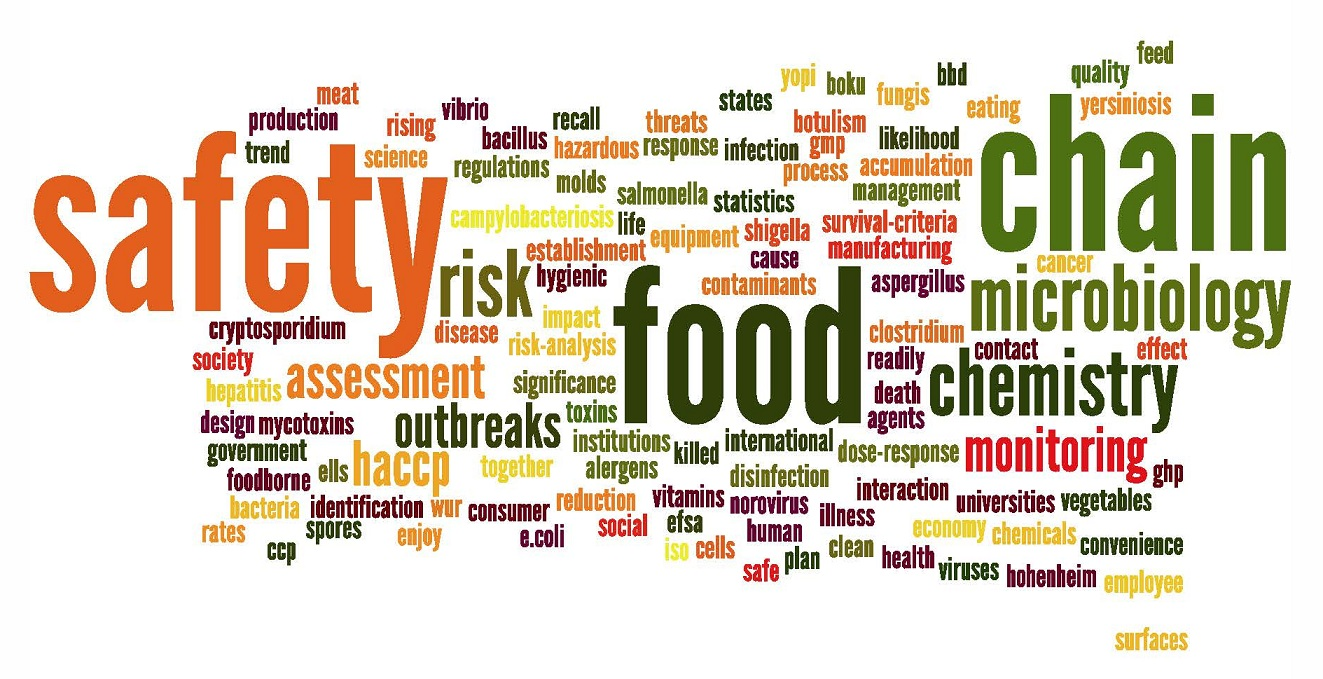 feed
yopi
boku
bbd
quality
meat
fungis
states
eating
yersiniosis
vibrio
production
rising
recall
threats
botulism
chain
bacillus
likelihood
trend
science
hazardous
response
infection
gmp
safety
regulations
process
accumulation
molds
salmonella
statistics
management
campylobacteriosis
life
equipment
shigella
survival-criteria
establishment
cause
manufacturing
cancer
risk
hygienic
contaminants
aspergillus
microbiology
food
cryptosporidium
disease
impact
clostridium
risk-analysis
readily
contact
effect
society
hepatitis
assessment
significance
death
chemistry
design
mycotoxins
outbreaks
toxins
agents
government
institutions
killed
international
dose-response
monitoring
foodborne
ells
haccp
together
alergens
disinfection
ghp
bacteria
identification
wur
consumer
reduction
vitamins
norovirus
interaction
universities
vegetables
rates
spores
enjoy
e.coli
social
efsa
human
illness
economy
chemicals
ccp
iso
cells
plan
clean
convenience
safe
health
viruses
hohenheim
employee
surfaces